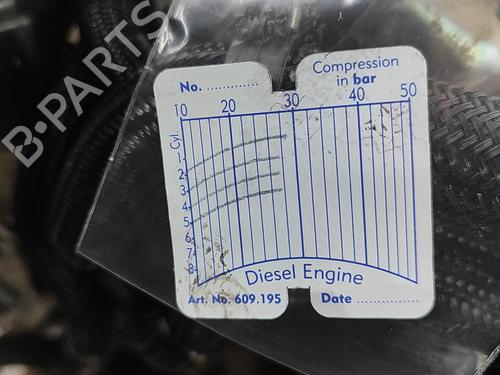 B-PARTS
No. ..............
Compression
in bar
10 20 30 40 50
Cyl.
1
2
3
4
5
6
7
8
Diesel Engine
Art. No. 609.195
Date ................